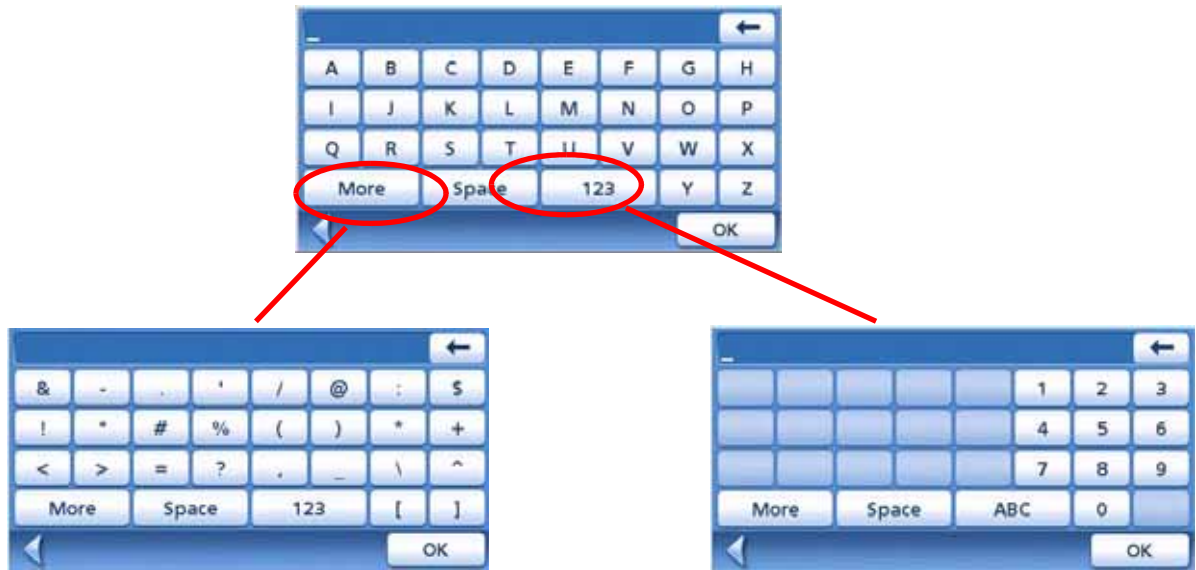 _
A B C D E F G H
I J K L M N O P
Q R S T U V W X
More Space 123 Y Z
OK
& - . ' / @ : $
! " # % ( ) * +
< > = ? , _ \ ^
More Space 123 [ ]
OK
_
1 2 3
4 5 6
7 8 9
More Space ABC 0
OK